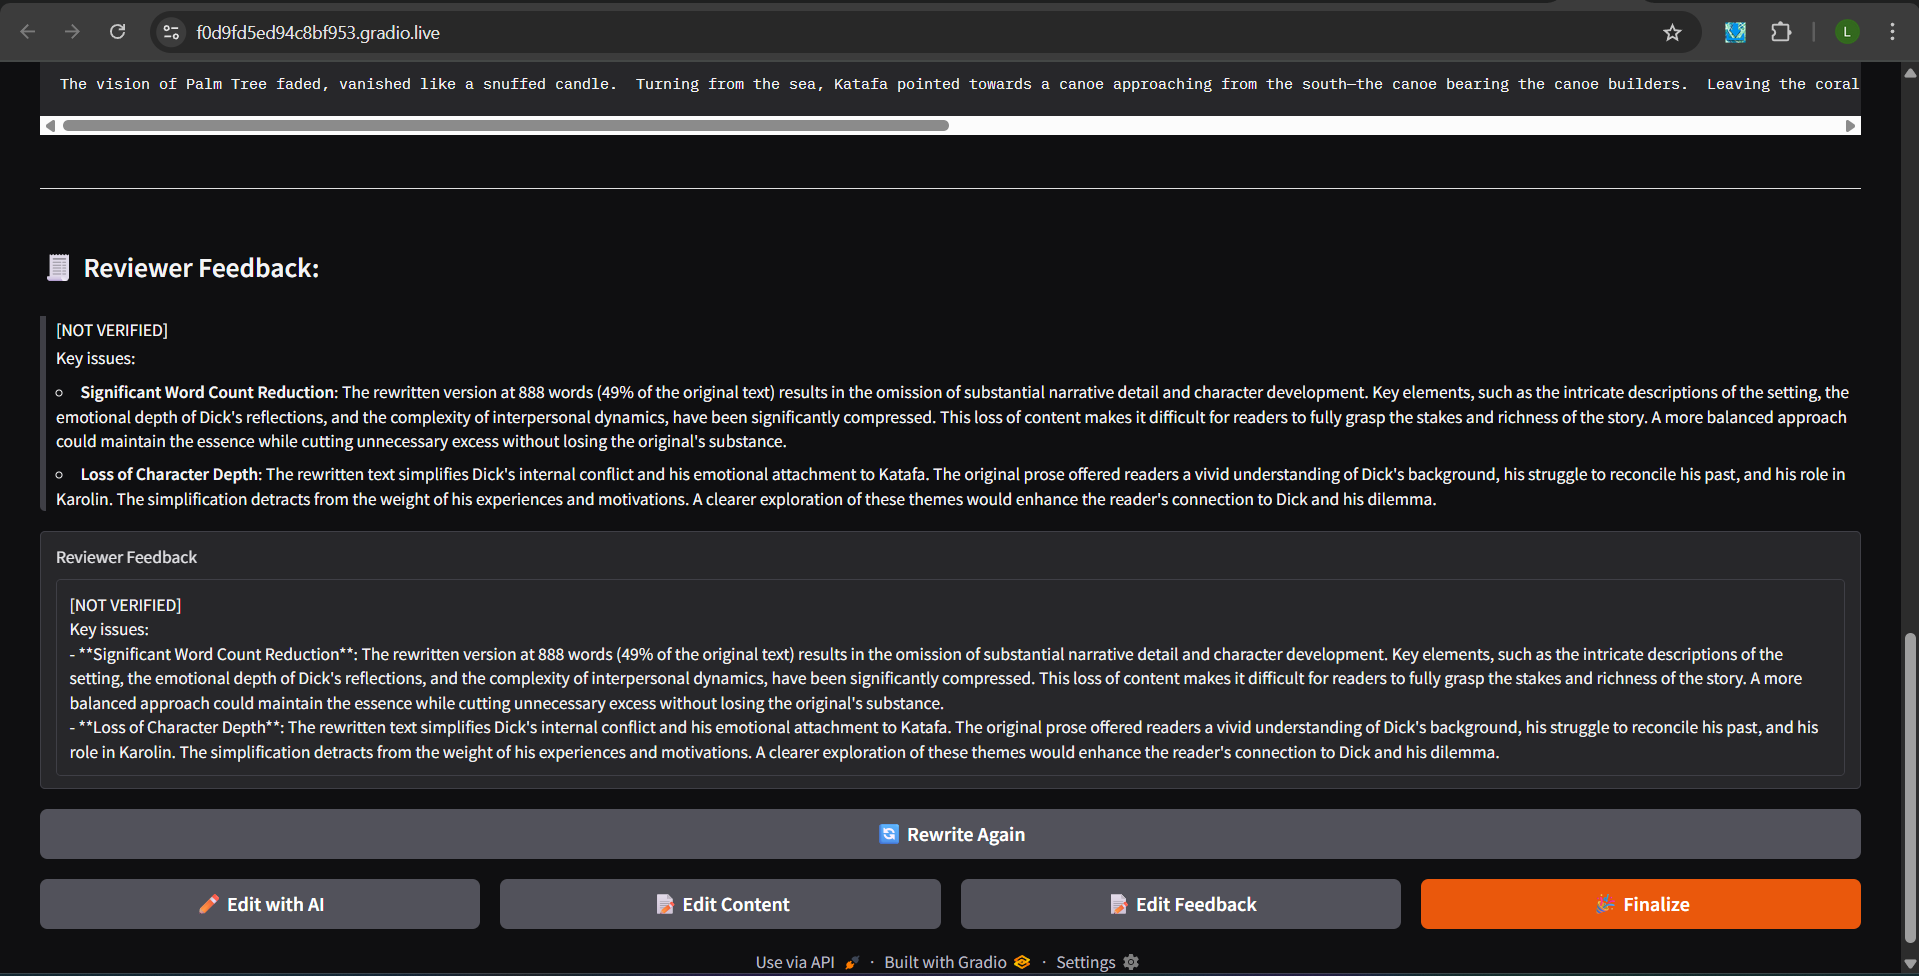 f0d9fd5ed94c8bf953.gradio.live
L
The vision of Palm Tree faded, vanished like a snuffed candle.  Turning from the sea, Katafa pointed towards a canoe approaching from the south—the canoe bearing the canoe builders.  Leaving the coral
Reviewer Feedback:
[NOT VERIFIED]
Key issues:
Significant Word Count Reduction: The rewritten version at 888 words (49% of the original text) results in the omission of substantial narrative detail and character development. Key elements, such as the intricate descriptions of the setting, the
emotional depth of Dick's reflections, and the complexity of interpersonal dynamics, have been significantly compressed. This loss of content makes it difficult for readers to fully grasp the stakes and richness of the story. A more balanced approach
could maintain the essence while cutting unnecessary excess without losing the original's substance.
Loss of Character Depth: The rewritten text simplifies Dick's internal conflict and his emotional attachment to Katafa. The original prose offered readers a vivid understanding of Dick's background, his struggle to reconcile his past, and his role in
Karolin. The simplification detracts from the weight of his experiences and motivations. A clearer exploration of these themes would enhance the reader's connection to Dick and his dilemma.
Reviewer Feedback
[NOT VERIFIED]
Key issues:
- **Significant Word Count Reduction**: The rewritten version at 888 words (49% of the original text) results in the omission of substantial narrative detail and character development. Key elements, such as the intricate descriptions of the
setting, the emotional depth of Dick's reflections, and the complexity of interpersonal dynamics, have been significantly compressed. This loss of content makes it difficult for readers to fully grasp the stakes and richness of the story. A more
balanced approach could maintain the essence while cutting unnecessary excess without losing the original's substance.
- **Loss of Character Depth**: The rewritten text simplifies Dick's internal conflict and his emotional attachment to Katafa. The original prose offered readers a vivid understanding of Dick's background, his struggle to reconcile his past, and his
role in Karolin. The simplification detracts from the weight of his experiences and motivations. A clearer exploration of these themes would enhance the reader's connection to Dick and his dilemma.
Rewrite Again
Edit with AI
Edit Content
Edit Feedback
Finalize
Use via API · Built with Gradio · Settings